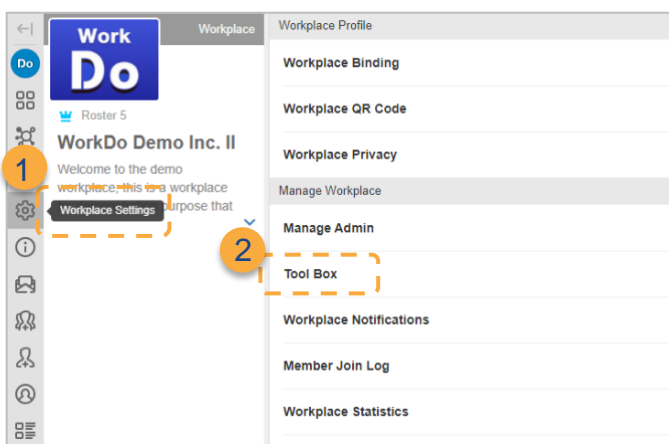 Workplace
Work
Do
Do
Roster 5
WorkDo Demo Inc. II
Welcome to the demo
workplace, this is a workplace
urpose that
1
Workplace Settings
Workplace Profile
Workplace Binding
Workplace QR Code
Workplace Privacy
Manage Workplace
Manage Admin
2
Tool Box
Workplace Notifications
Member Join Log
Workplace Statistics